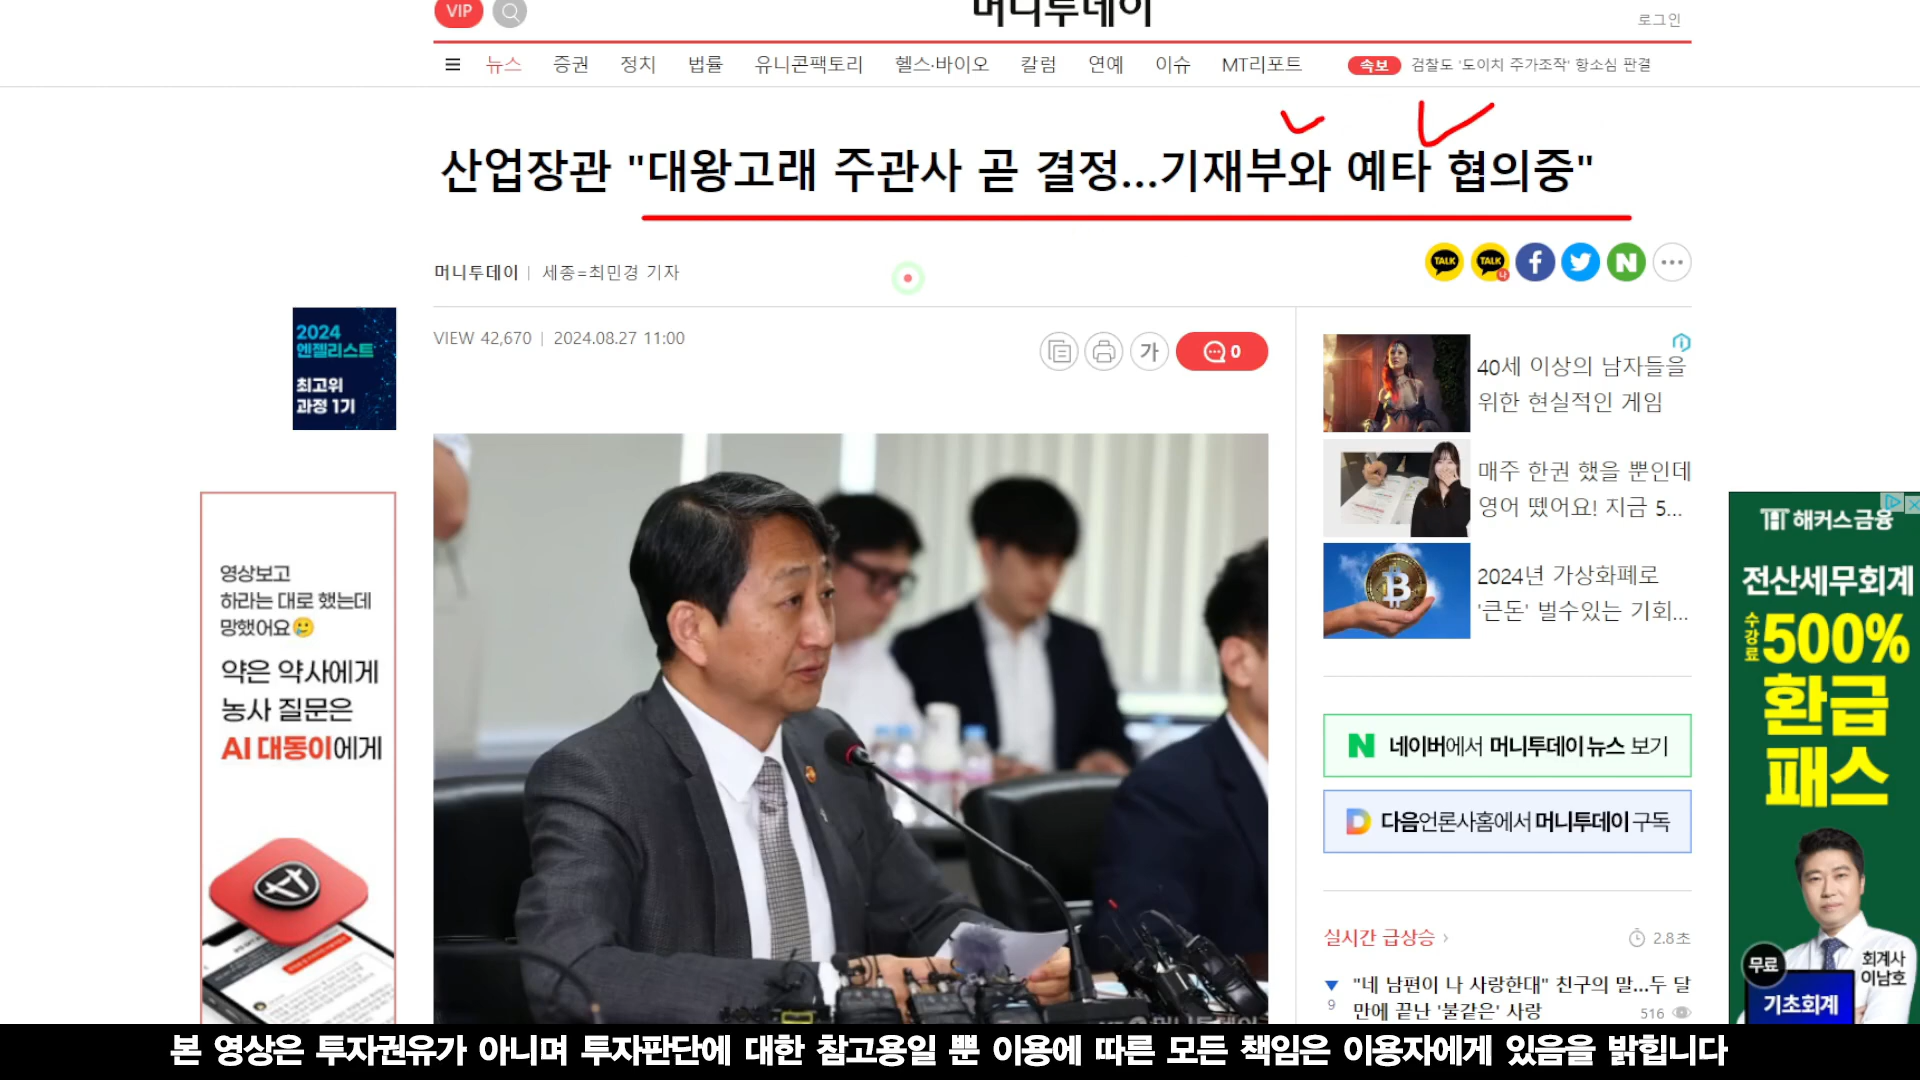 VIP
머니투데이
로그인
뉴스 증권 정치 법률 유니콘팩토리 헬스·바이오 칼럼 연예 이슈 MT리포트
속보 검찰도 '도이치 주가조작' 항소심 판결
산업장관 "대왕고래 주관사 곧 결정...기재부와 예타 협의중"
머니투데이 | 세종=최민경 기자
TALK TALK 나 f N
VIEW 42,670 | 2024.08.27 11:00
가
0
2024
엔젤리스트
최고위
과정 1기
영상보고
하라는 대로 했는데
망했어요🥲
약은 약사에게
농사 질문은
AI 대동이에게
40세 이상의 남자들을
위한 현실적인 게임
매주 한권 했을 뿐인데
영어 뗐어요! 지금 5...
2024년 가상화폐로
'큰돈' 벌수있는 기회...
N 네이버에서 머니투데이 뉴스 보기
다음언론사홈에서 머니투데이 구독
실시간 급상승 ›
2.8초
"네 남편이 나 사랑한대" 친구의 말...두 달
만에 끝난 '불같은' 사랑
9
516
해커스금융
전산세무회계
수강료 500%
환급
패스
무료
기초회계
회계사
이남호
본 영상은 투자권유가 아니며 투자판단에 대한 참고용일 뿐 이용에 따른 모든 책임은 이용자에게 있음을 밝힙니다